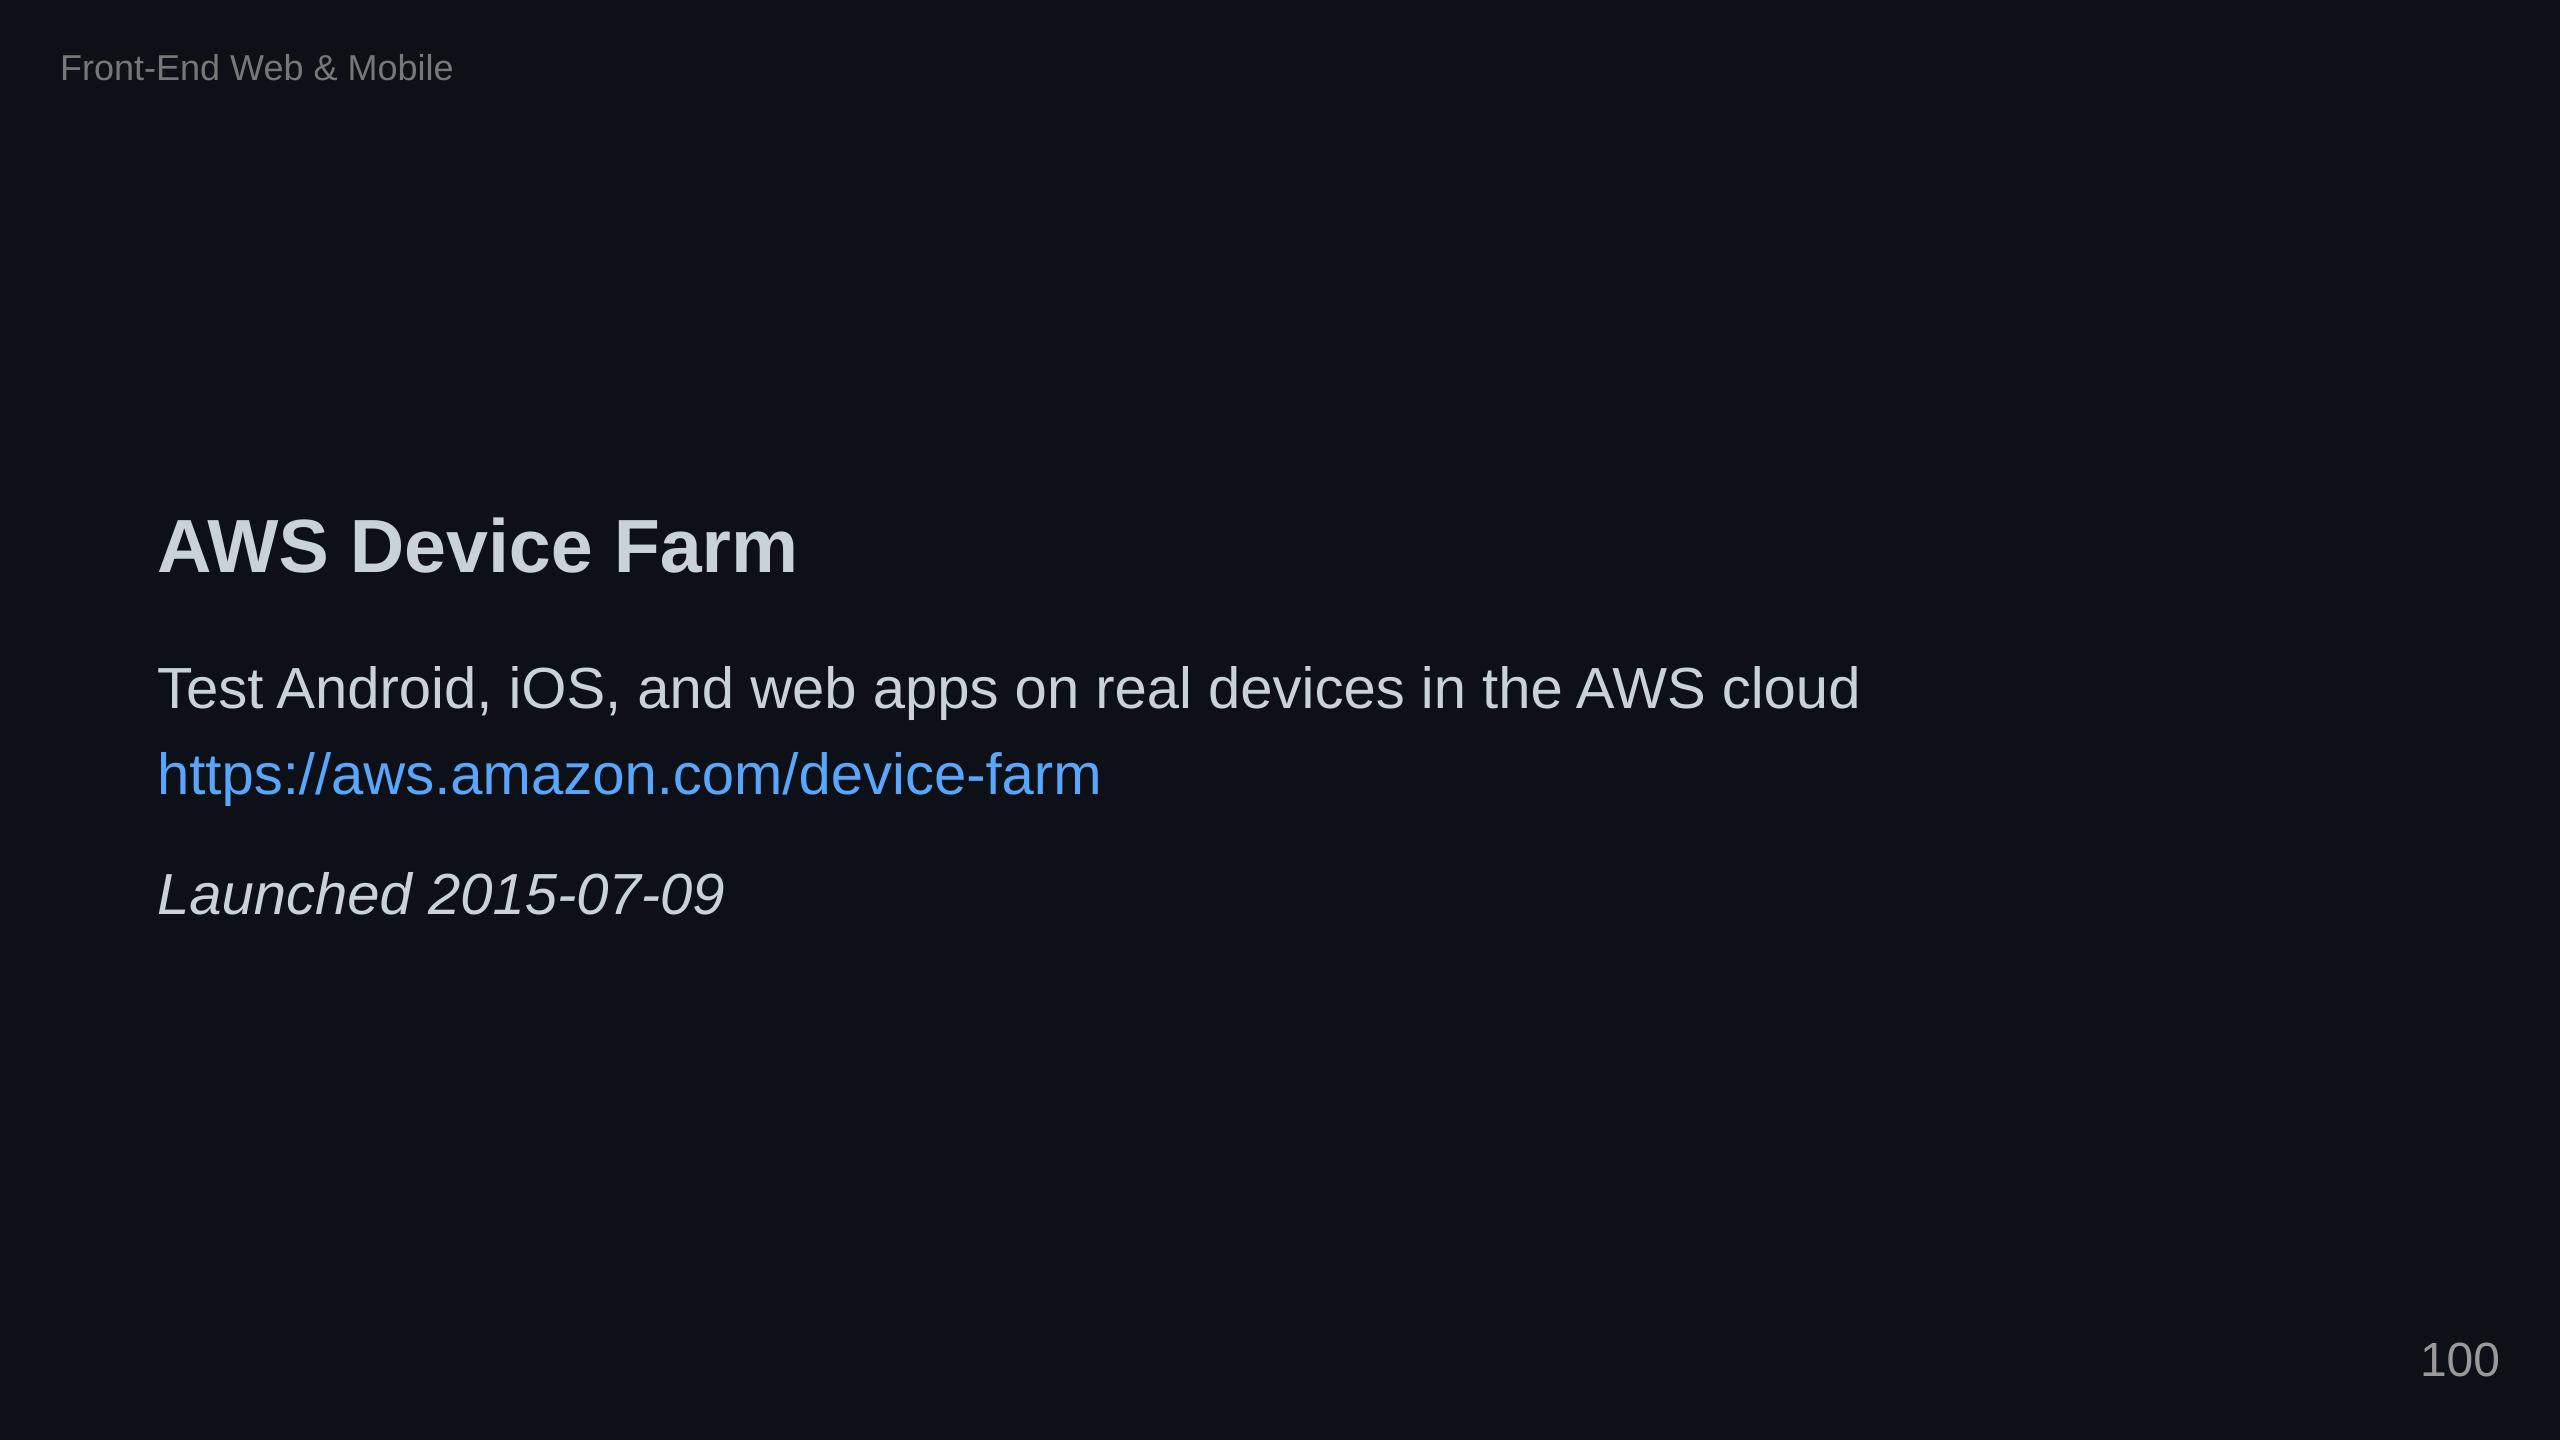 Front-End Web & Mobile
AWS Device Farm
Test Android, iOS, and web apps on real devices in the AWS cloud
https://aws.amazon.com/device-farm
Launched 2015-07-09
100